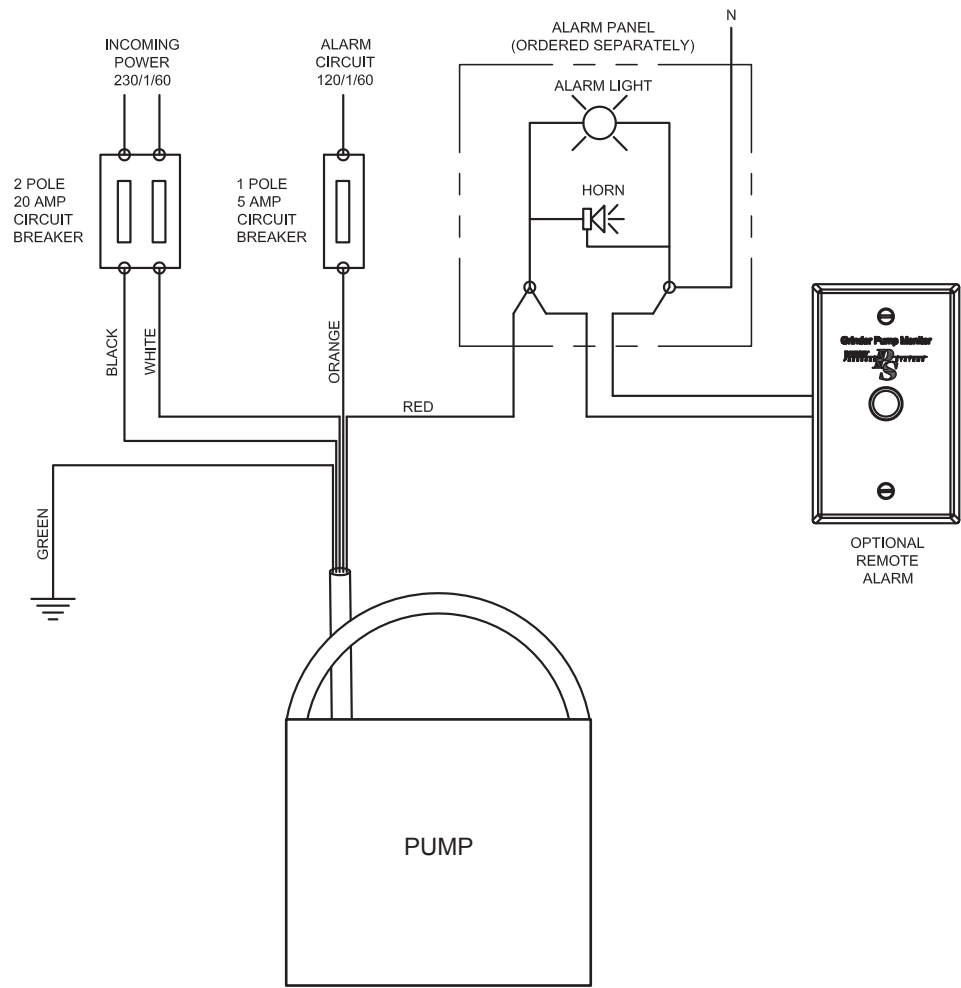 INCOMING
POWER
230/1/60
ALARM
CIRCUIT
120/1/60
ALARM PANEL
(ORDERED SEPARATELY)
N
ALARM LIGHT
HORN
2 POLE
20 AMP
CIRCUIT
BREAKER
1 POLE
5 AMP
CIRCUIT
BREAKER
BLACK
WHITE
ORANGE
RED
GREEN
Grinder Pump Monitor
OPTIONAL
REMOTE
ALARM
PUMP